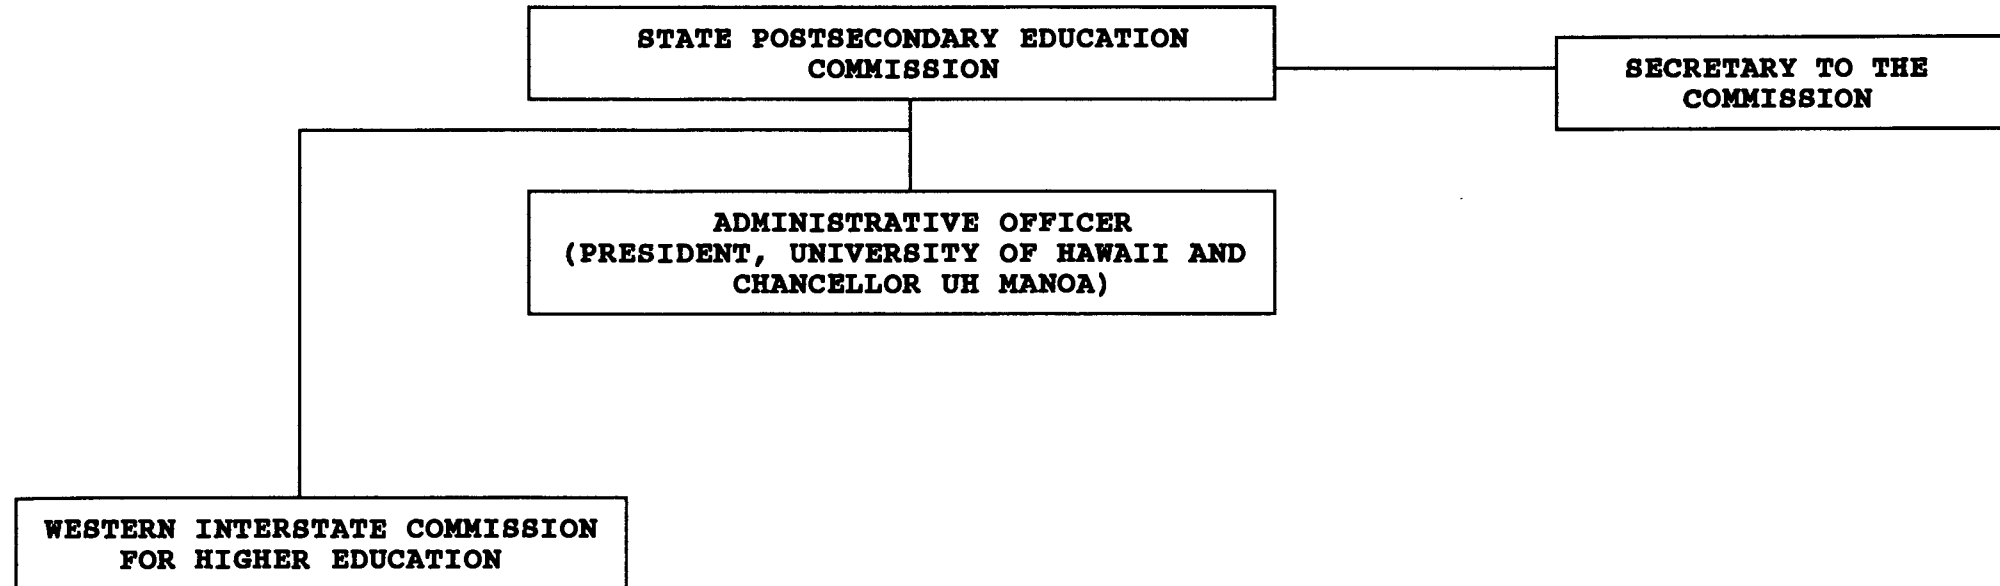 STATE POSTSECONDARY EDUCATION
COMMISSION
SECRETARY TO THE
COMMISSION
ADMINISTRATIVE OFFICER
(PRESIDENT, UNIVERSITY OF HAWAII AND
CHANCELLOR UH MANOA)
WESTERN INTERSTATE COMMISSION
FOR HIGHER EDUCATION